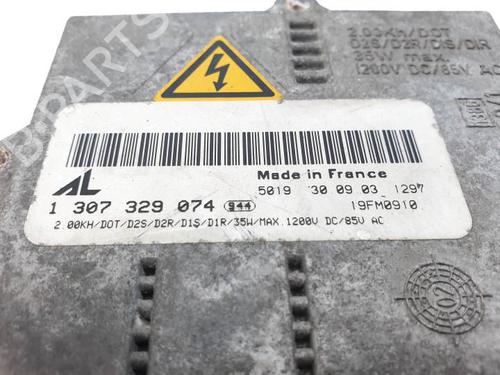 2.00KH/DOT
D2S/D2R/D1S/D1R
35W max.
1200V DC/85V AC
B-PARTS
AL
Made in France
5019 30 09 03 1297
1 307 329 074 944 19FM0910
2.00KH/DOT/D2S/D2R/D1S/D1R/35W/MAX.1200V DC/85V AC